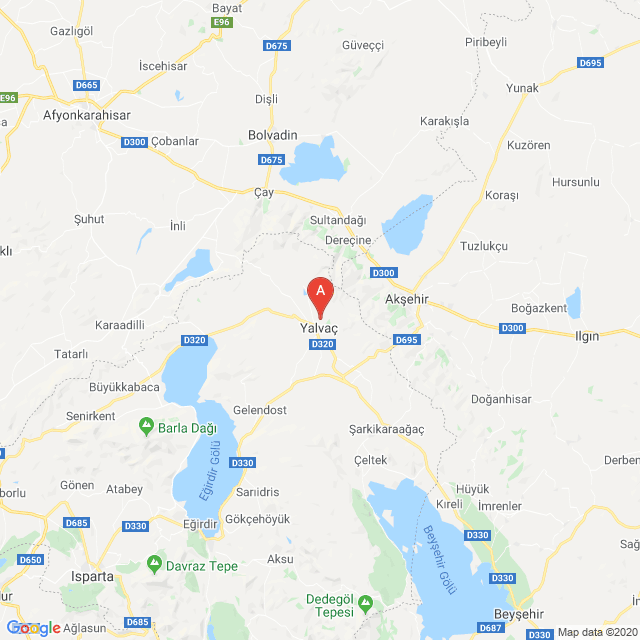 Bayat
E96
Gazlıgöl
D675
Güveççi
Piribeyli
D695
İscehisar
D665
Yunak
E96
Dişli
Afyonkarahisar
Karakışla
Bolvadin
D300
Çobanlar
Kuzören
D675
Hursunlu
Çay
Koraşı
Şuhut
İnli
Sultandağı
Dereçine
Tuzlukçu
klı
D300
A
Akşehir
Boğazkent
Karaadilli
Yalvaç
D300
Ilgın
D320
D320
D695
Tatarlı
Büyükkabaca
Doğanhisar
Senirkent
Gelendost
Barla Dağı
Şarkikaraağaç
Eğirdir Gölü
D330
Çeltek
Derben
Gönen
Atabey
Sarıidris
Hüyük
borlu
Kıreli
İmrenler
D685
D330
Eğirdir
Gökçehöyük
D330
Beyşehir Gölü
Sağ
D650
Aksu
Davraz Tepe
Isparta
D330
dur
Dedegöl
Tepesi
İn
D685
Beyşehir
Google
Ağlasun
D687
Map data ©2020